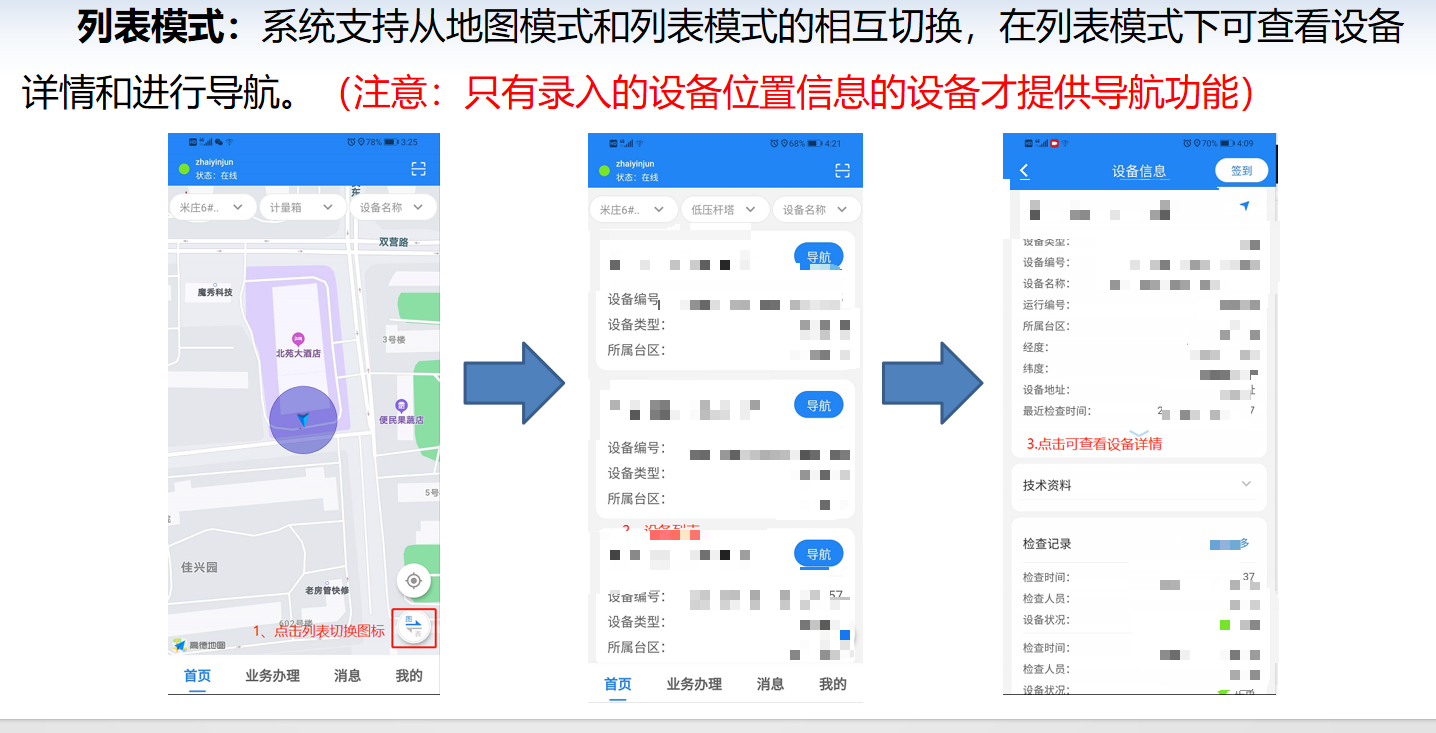 列表模式：系统支持从地图模式和列表模式的相互切换，在列表模式下可查看设备
详情和进行导航。（注意：只有录入的设备位置信息的设备才提供导航功能）
78% 3:25
zhaiyinjun
状态：在线
米庄6#..
计量箱
设备名称
双营路
魔秀科技
3号楼
北苑大酒店
便民果蔬店
5号
佳兴园
老房管快修
602号楼
1、点击列表切换图标
高德地图
首页
业务办理
消息
我的
68% 4:21
zhaiyinjun
状态：在线
米庄6#..
低压杆塔
设备名称
导航
设备编号
设备类型：
所属台区：
导航
设备编号：
设备类型：
所属台区：
2、设备列表
导航
设备编号：
57
设备类型：
所属台区：
首页
业务办理
消息
我的
70% 4:09
设备信息
签到
设备类型：
设备编号：
设备名称：
运行编号：
所属台区：
经度：
纬度：
设备地址：
最近检查时间：
2
7
3.点击可查看设备详情
技术资料
检查记录
多
检查时间：
37
检查人员：
设备状况：
检查时间：
检查人员：
设备状况：